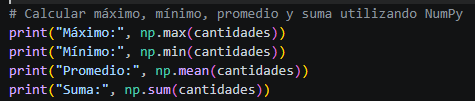 # Calcular máximo, mínimo, promedio y suma utilizando NumPy
print("Máximo:", np.max(cantidades))
print("Mínimo:", np.min(cantidades))
print("Promedio:", np.mean(cantidades))
print("Suma:", np.sum(cantidades))